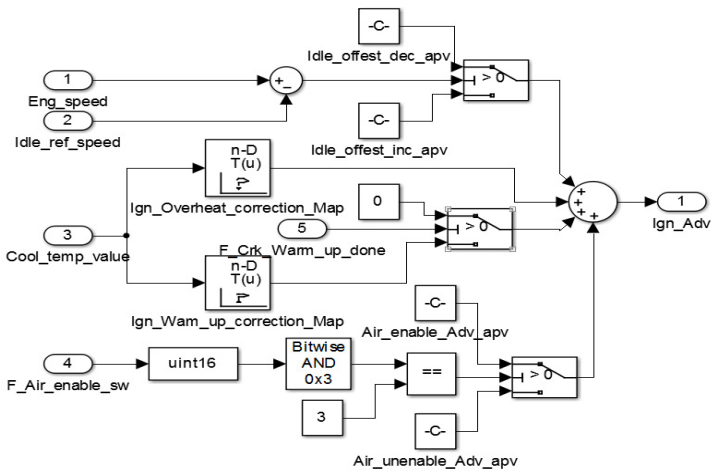 -C-
Idle_offest_dec_apv
> 0
1
Eng_speed
+
−
2
Idle_ref_speed
-C-
Idle_offest_inc_apv
n-D
T(u)
Ign_Overheat_correction_Map
0
5
F_Crk_Warm_up_done
> 0
3
Cool_temp_value
+
+
+
+
1
Ign_Adv
n-D
T(u)
Ign_Wam_up_correction_Map
-C-
Air_enable_Adv_apv
4
F_Air_enable_sw
uint16
Bitwise
AND
0x3
==
> 0
3
-C-
Air_unenable_Adv_apv